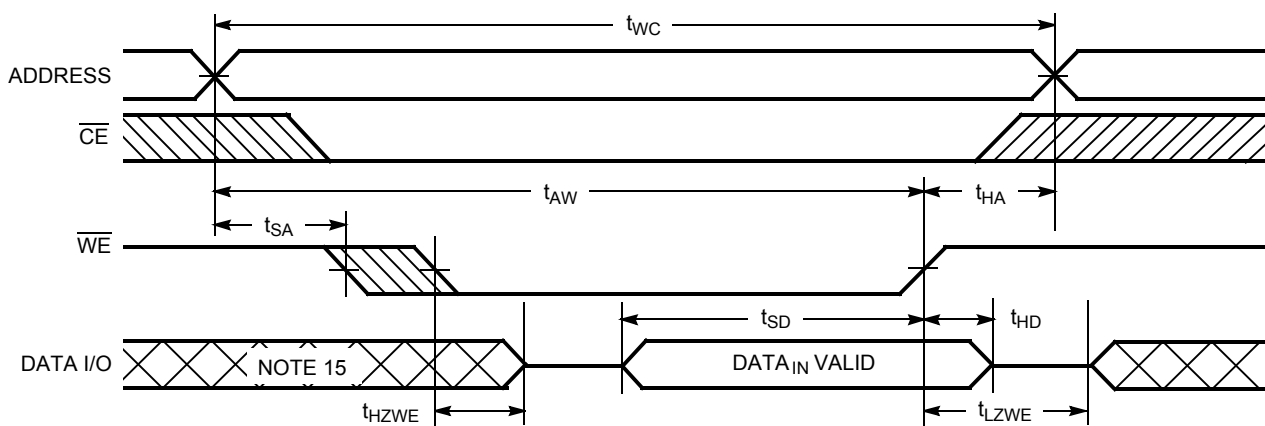 tWC
ADDRESS
CE
tAW
tHA
tSA
WE
tSD
tHD
DATA I/O
NOTE 15
DATAIN VALID
tHZWE
tLZWE